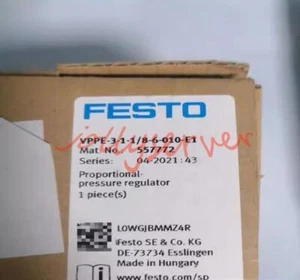 FESTO
VPPE-3-1-1/8-6-010-E1
Mat. No. 557772
Series: 04-2021:43
Proportional-
pressure regulator
1 piece(s)
L0WGJBMMZ4R
Festo SE & Co. KG
DE-73734 Esslingen
Made in Hungary
www.festo.com/sp